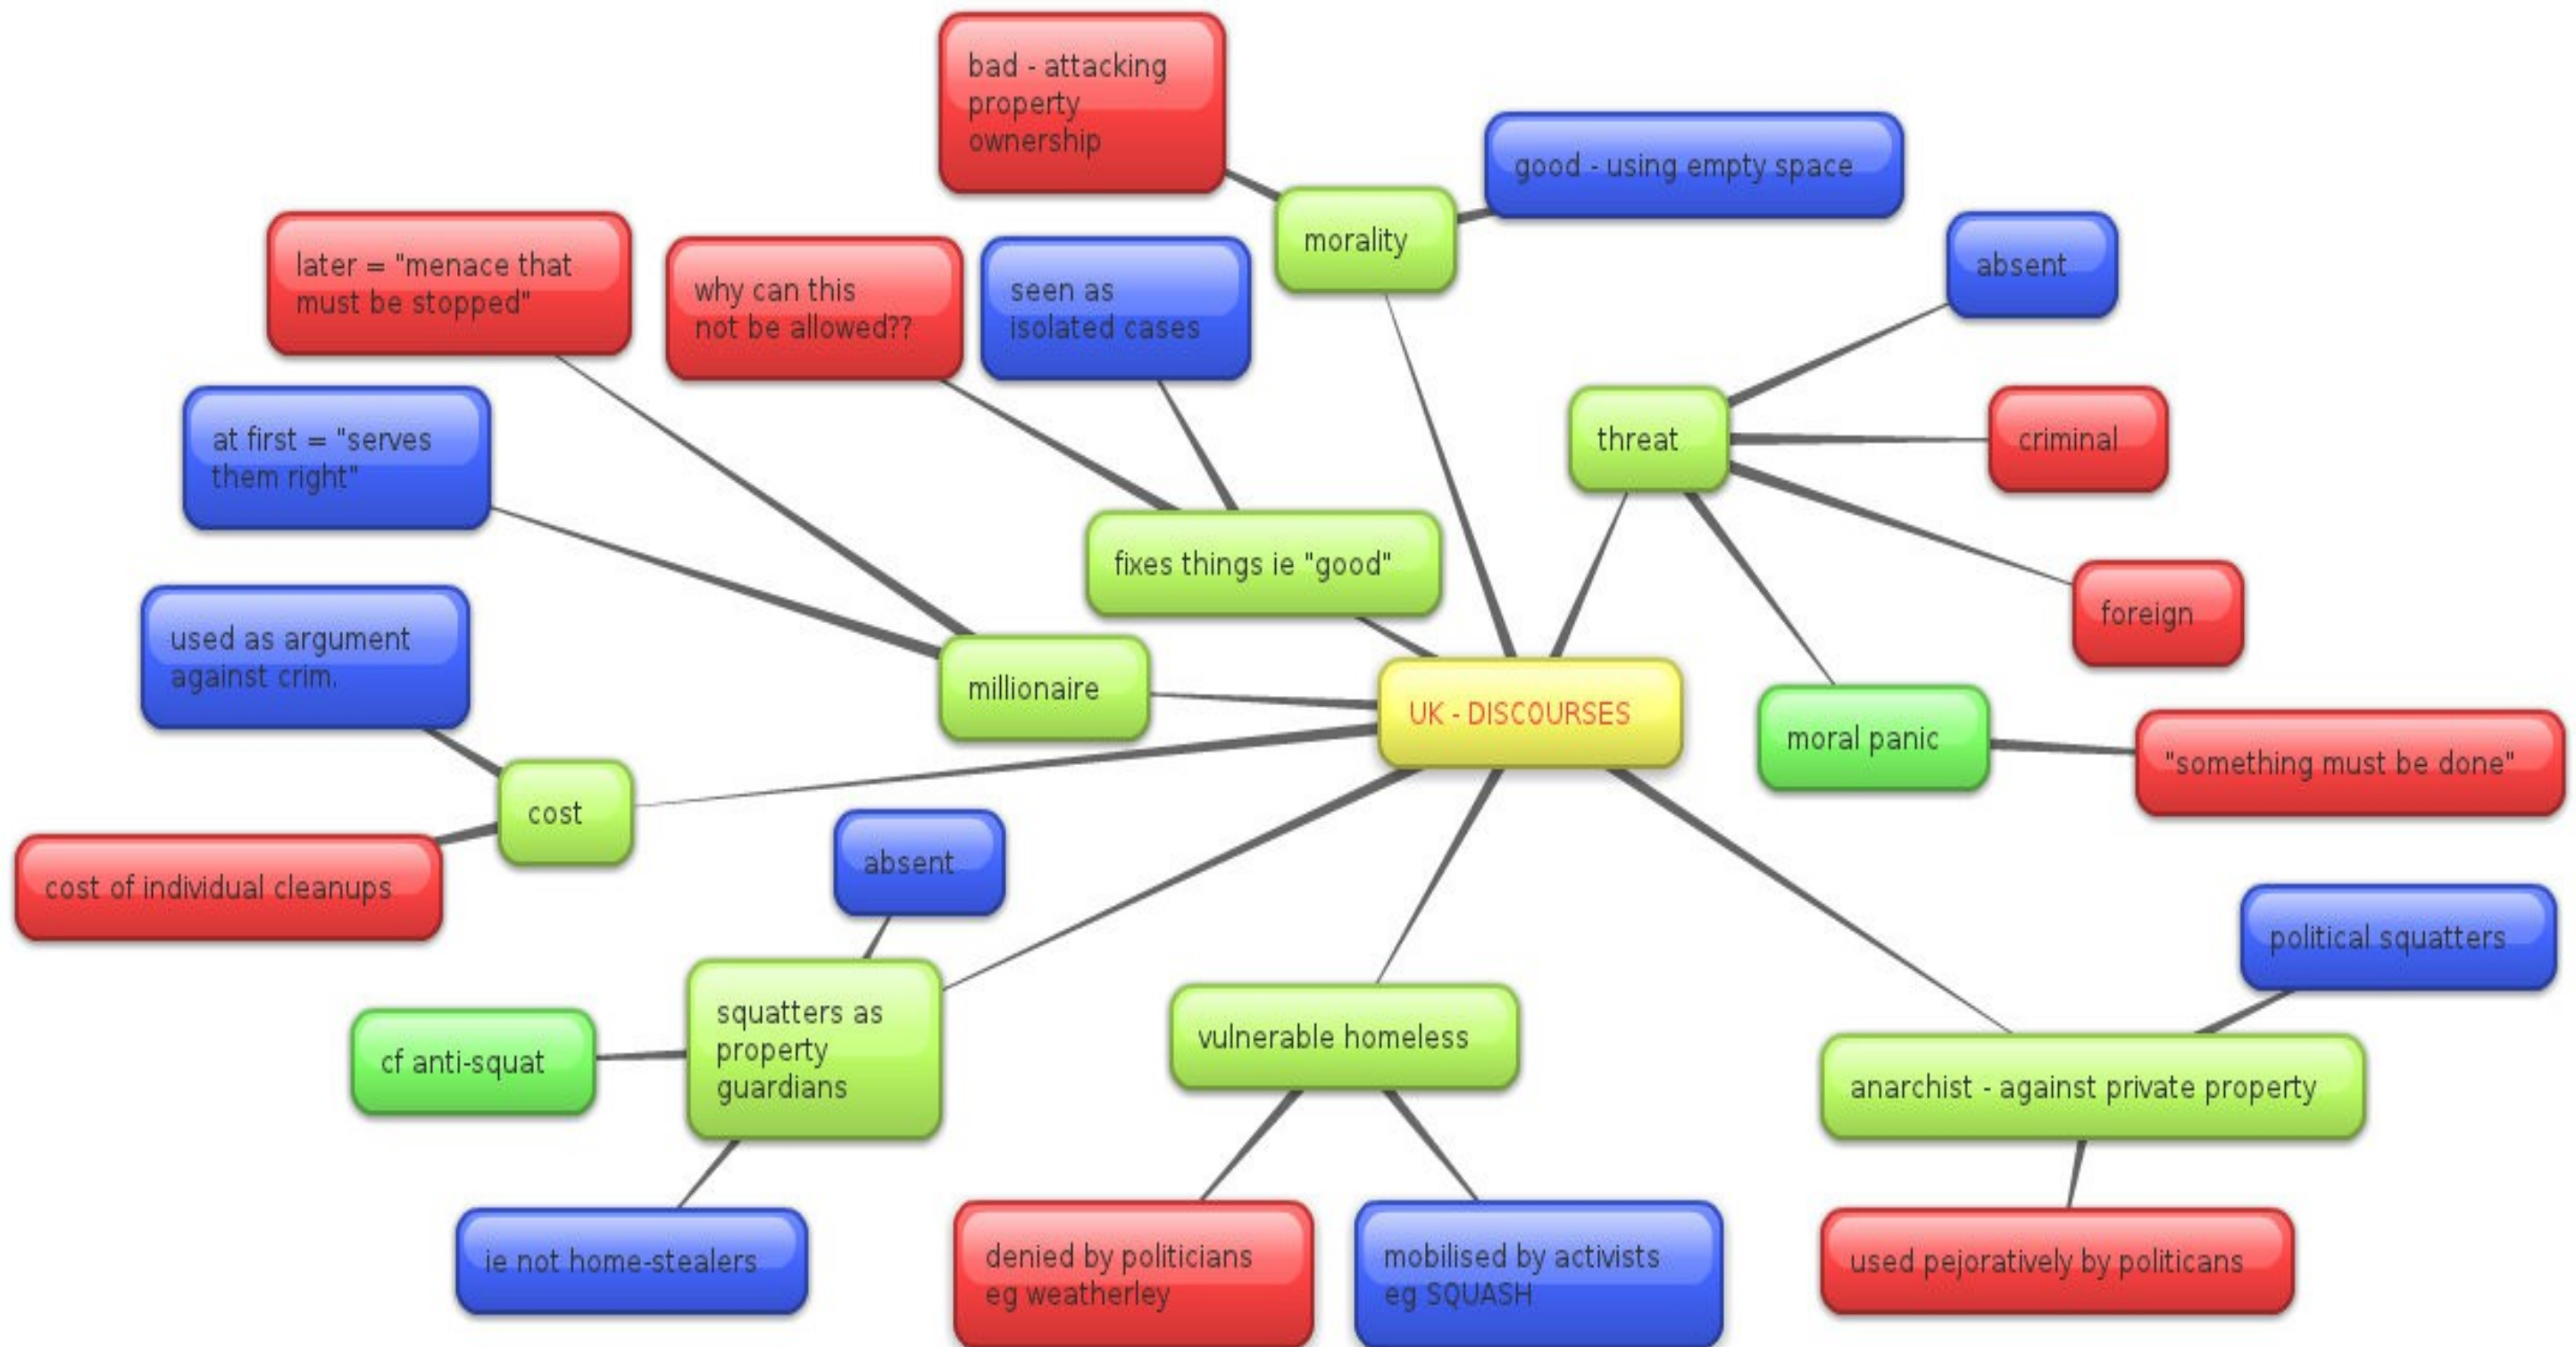 bad - attacking
property
ownership
good - using empty space
morality
later = "menace that
must be stopped"
why can this
not be allowed??
seen as
isolated cases
absent
at first = "serves
them right"
threat
criminal
fixes things ie "good"
foreign
used as argument
against crim.
millionaire
UK - DISCOURSES
moral panic
"something must be done"
cost
cost of individual cleanups
absent
political squatters
squatters as
property
guardians
cf anti-squat
vulnerable homeless
anarchist - against private property
ie not home-stealers
denied by politicians
eg weatherley
mobilised by activists
eg SQUASH
used pejoratively by politicans